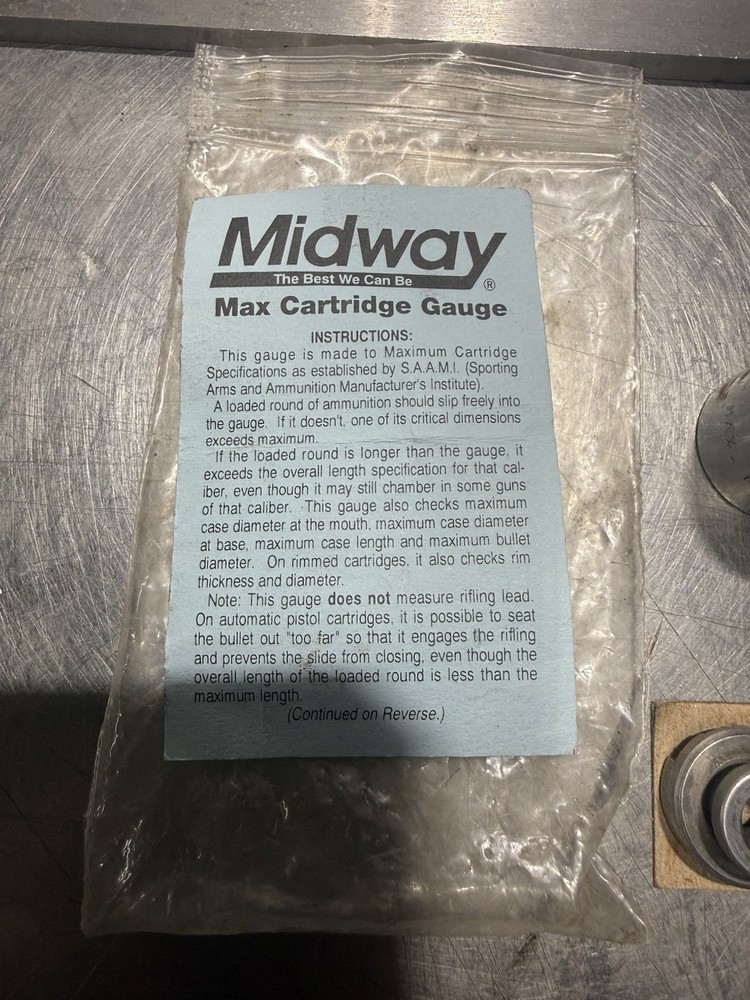 Midway
The Best We Can Be
®
Max Cartridge Gauge
INSTRUCTIONS:
This gauge is made to Maximum Cartridge
Specifications as established by S.A.A.M.I. (Sporting
Arms and Ammunition Manufacturer's Institute).
A loaded round of ammunition should slip freely into
the gauge. If it doesn't, one of its critical dimensions
exceeds maximum.
If the loaded round is longer than the gauge, it
exceeds the overall length specification for that cal-
iber, even though it may still chamber in some guns
of that caliber. This gauge also checks maximum
case diameter at the mouth, maximum case diameter
at base, maximum case length and maximum bullet
diameter. On rimmed cartridges, it also checks rim
thickness and diameter.
Note: This gauge does not measure rifling lead.
On automatic pistol cartridges, it is possible to seat
the bullet out "too far" so that it engages the rifling
and prevents the slide from closing, even though the
overall length of the loaded round is less than the
maximum length.
(Continued on Reverse.)